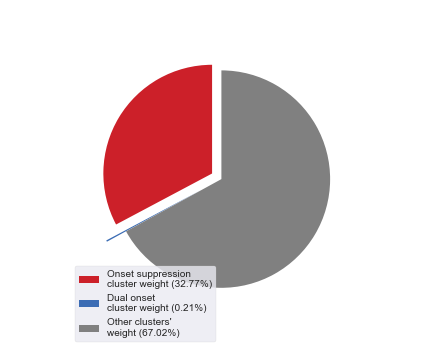 Onset suppression
cluster weight (32.77%)
Dual onset
cluster weight (0.21%)
Other clusters'
weight (67.02%)